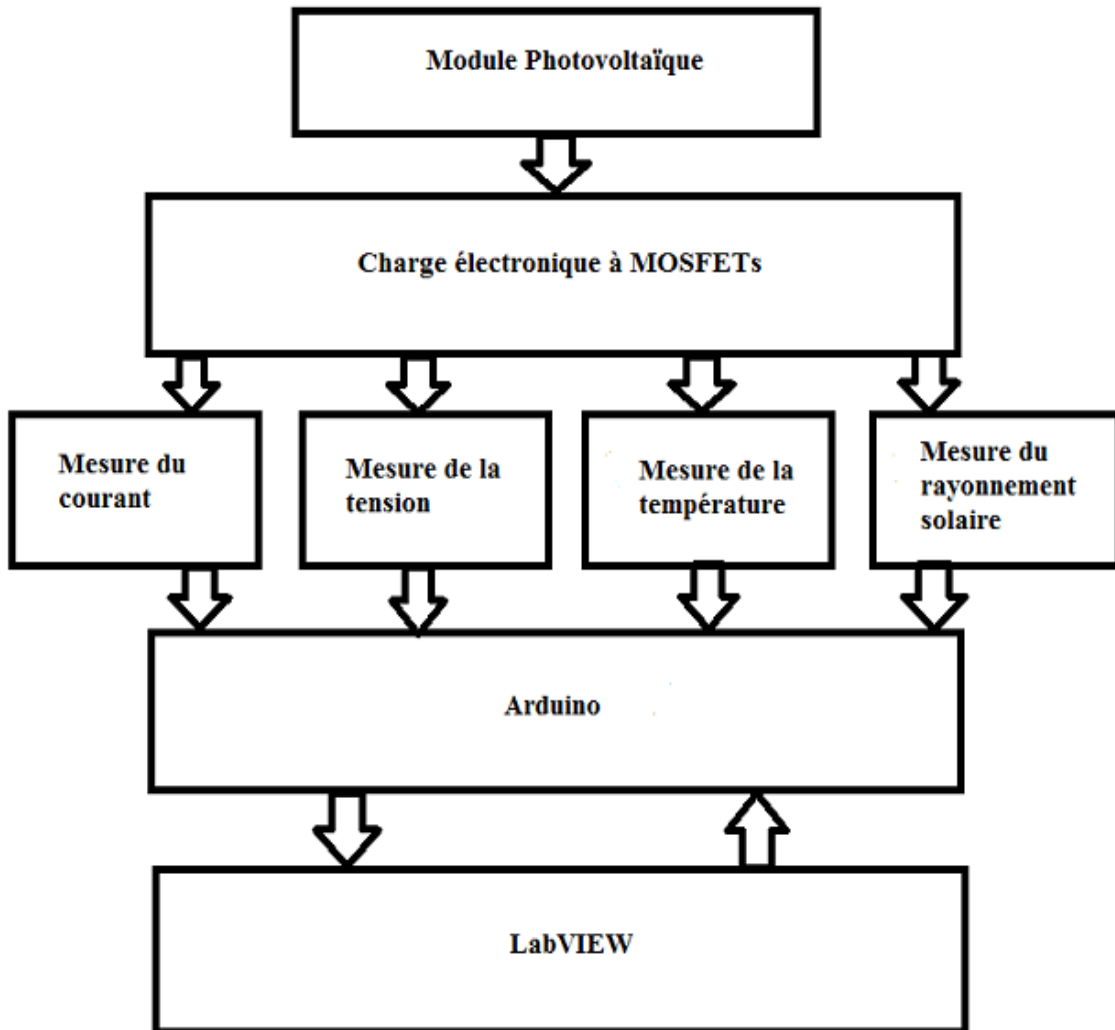 Module Photovoltaïque
Charge électronique à MOSFETs
Mesure du
courant
Mesure de la
tension
Mesure de la
température
Mesure du
rayonnement
solaire
Arduino
LabVIEW